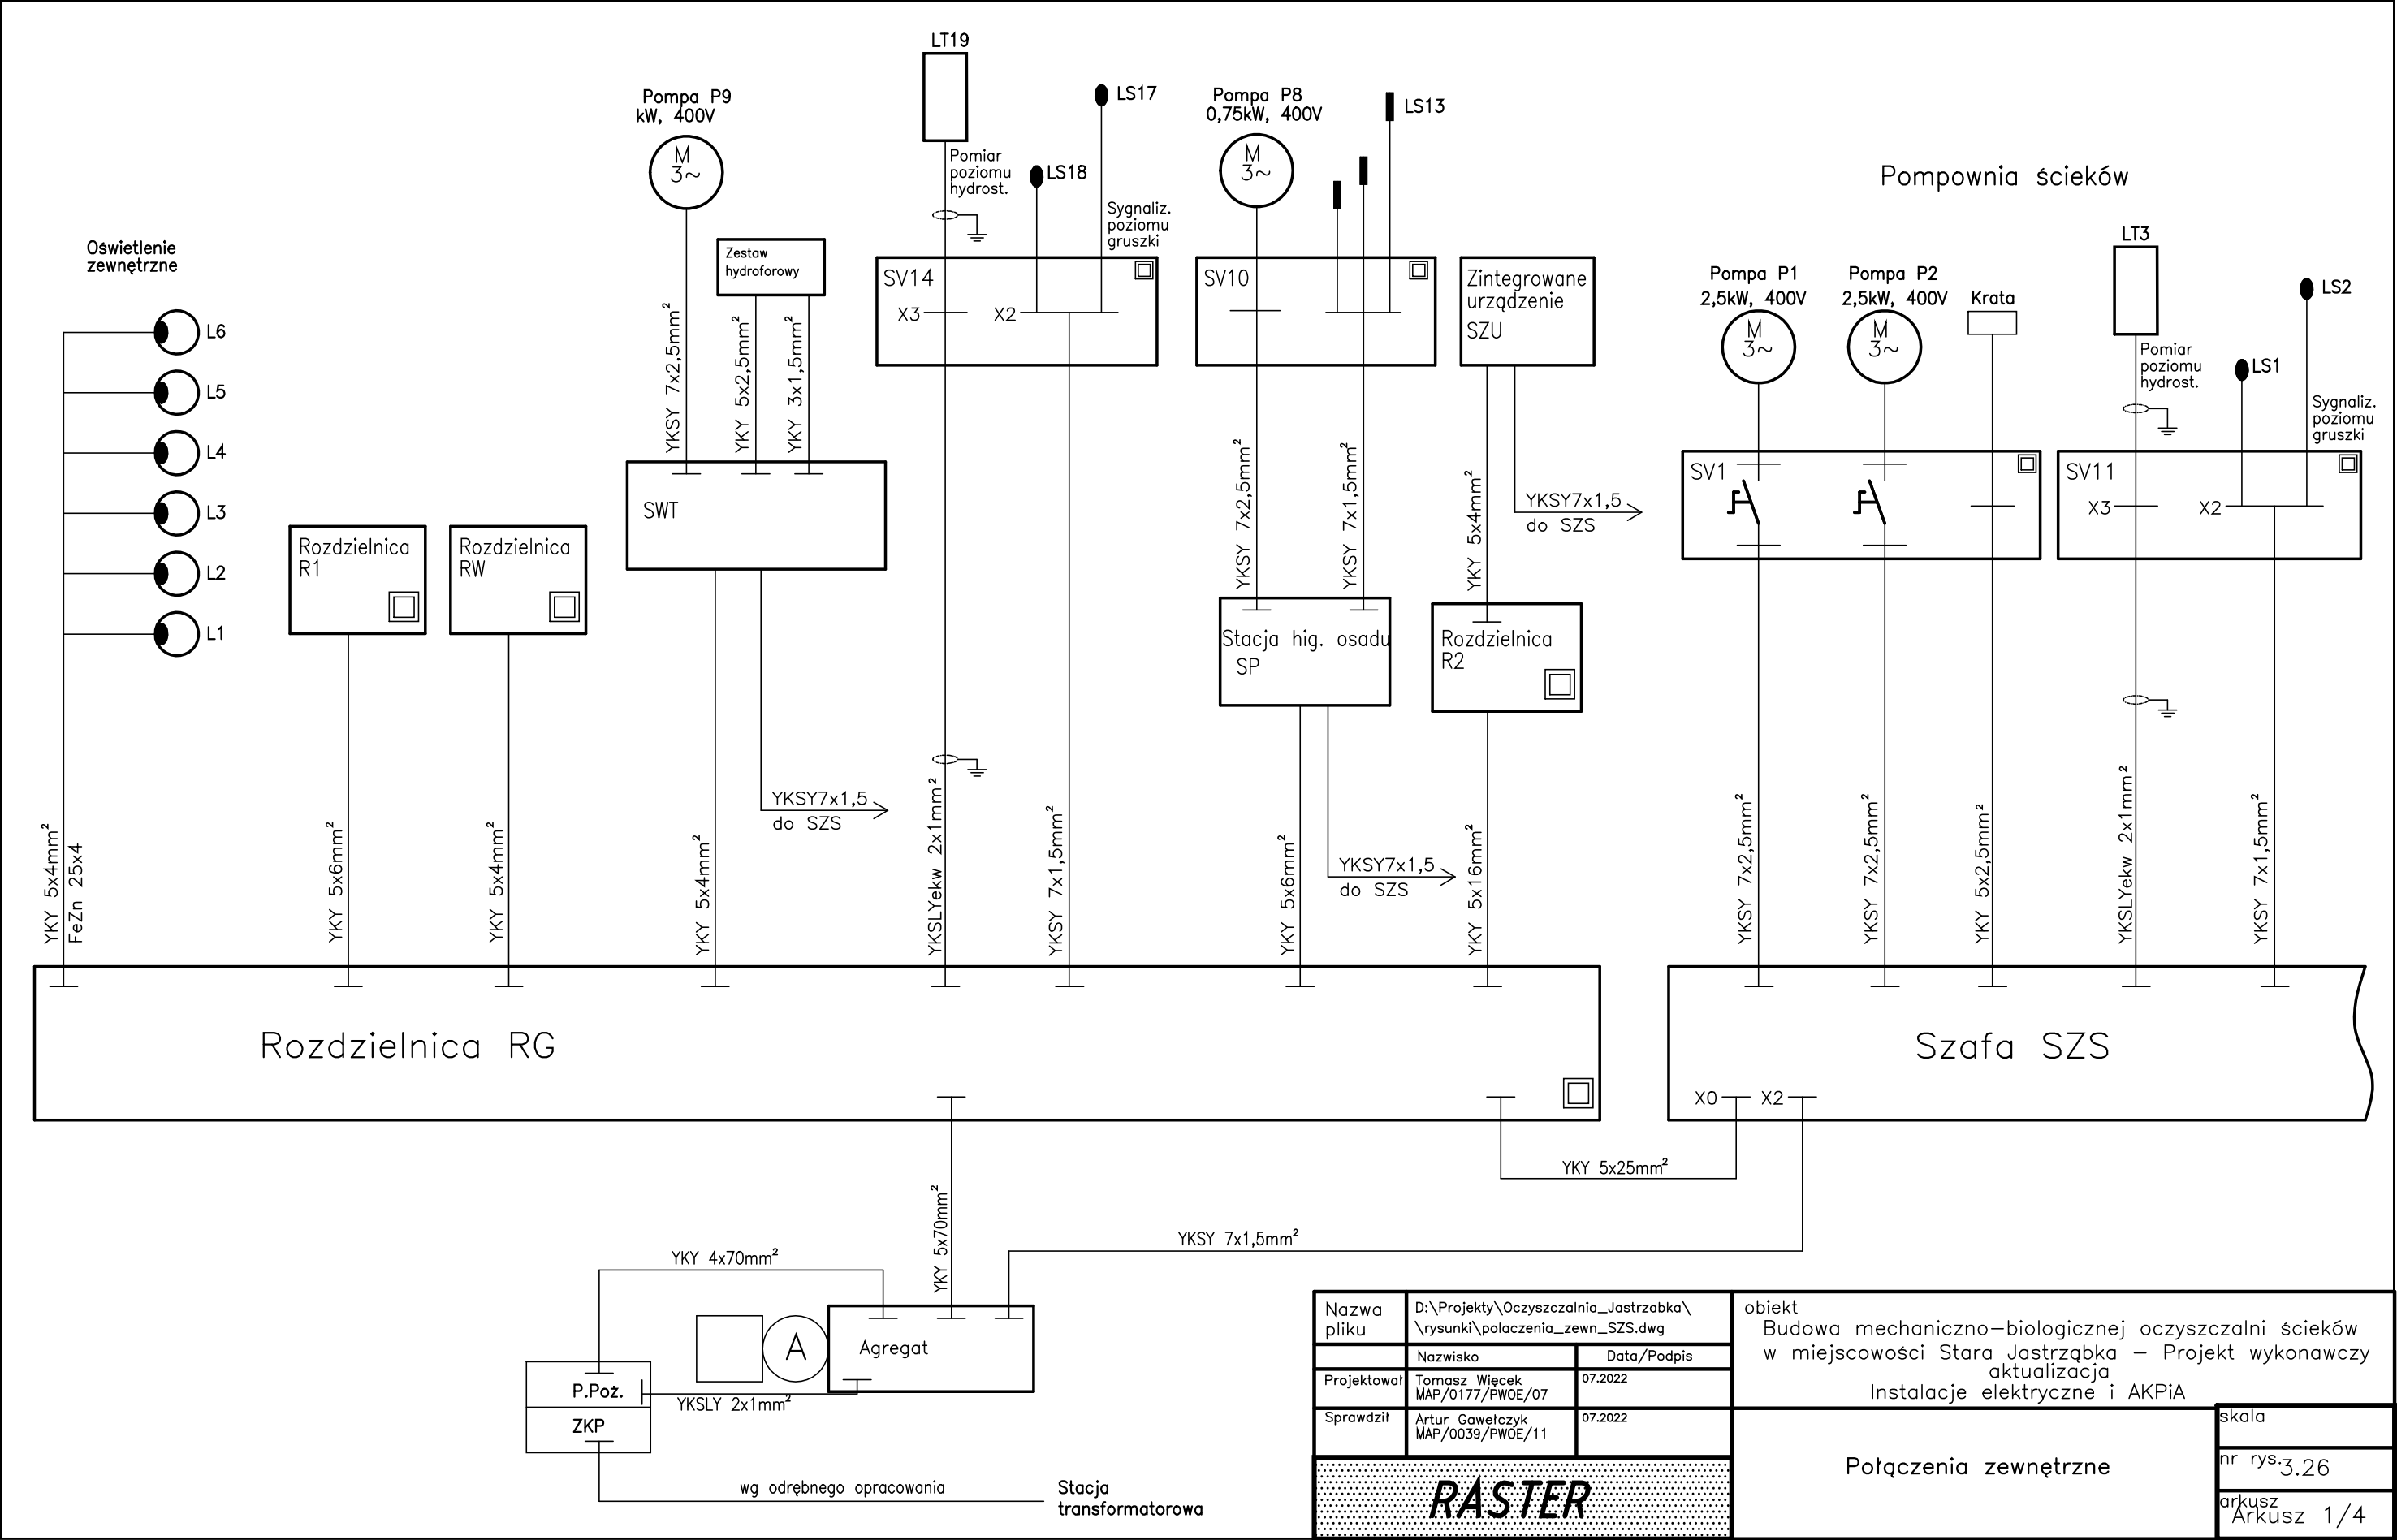 LT19
Pompa P9
kW, 400V
M
3~
Pomiar
poziomu
hydrost.
LS18
LS17
Sygnaliz.
poziomu
gruszki
Pompa P8
0,75kW, 400V
M
3~
LS13
Pompownia ścieków
Oświetlenie
zewnętrzne
L6
L5
L4
L3
L2
L1
Zestaw
hydroforowy
SV14
X3
X2
SV10
Zintegrowane
urządzenie
SZU
Pompa P1
2,5kW, 400V
M
3~
Pompa P2
2,5kW, 400V
M
3~
Krata
LT3
Pomiar
poziomu
hydrost.
LS1
LS2
Sygnaliz.
poziomu
gruszki
YKSY 7x2,5mm²
YKY 5x2,5mm²
YKY 3x1,5mm²
SWT
Rozdzielnica
R1
Rozdzielnica
RW
YKSY 7x2,5mm²
YKSY 7x1,5mm²
YKY 5x4mm²
YKSY7x1,5
do SZS
SV1
SV11
X3
X2
Stacja hig. osadu
SP
Rozdzielnica
R2
YKY 5x4mm²
FeZn 25x4
YKY 5x6mm²
YKY 5x4mm²
YKY 5x4mm²
YKSY7x1,5
do SZS
YKSLYekw 2x1mm²
YKSY 7x1,5mm²
YKY 5x6mm²
YKSY7x1,5
do SZS
YKY 5x16mm²
YKSY 7x2,5mm²
YKSY 7x2,5mm²
YKY 5x2,5mm²
YKSLYekw 2x1mm²
YKSY 7x1,5mm²
Rozdzielnica RG
Szafa SZS
X0
X2
YKY 5x25mm²
YKY 5x70mm²
YKSY 7x1,5mm²
YKY 4x70mm²
A
Agregat
P.Poż.
ZKP
YKSLY 2x1mm²
wg odrębnego opracowania
Stacja
transformatorowa
Nazwa
pliku
D:\Projekty\Oczyszczalnia_Jastrzabka\
\rysunki\polaczenia_zewn_SZS.dwg
Nazwisko
Data/Podpis
Projektował
Tomasz Więcek
MAP/0177/PWOE/07
07.2022
Sprawdził
Artur Gawełczyk
MAP/0039/PWOE/11
07.2022
RASTER
obiekt
Budowa mechaniczno-biologicznej oczyszczalni ścieków
w miejscowości Stara Jastrząbka - Projekt wykonawczy
aktualizacja
Instalacje elektryczne i AKPiA
Połączenia zewnętrzne
skala
nr rys.
3.26
arkusz
Arkusz 1/4